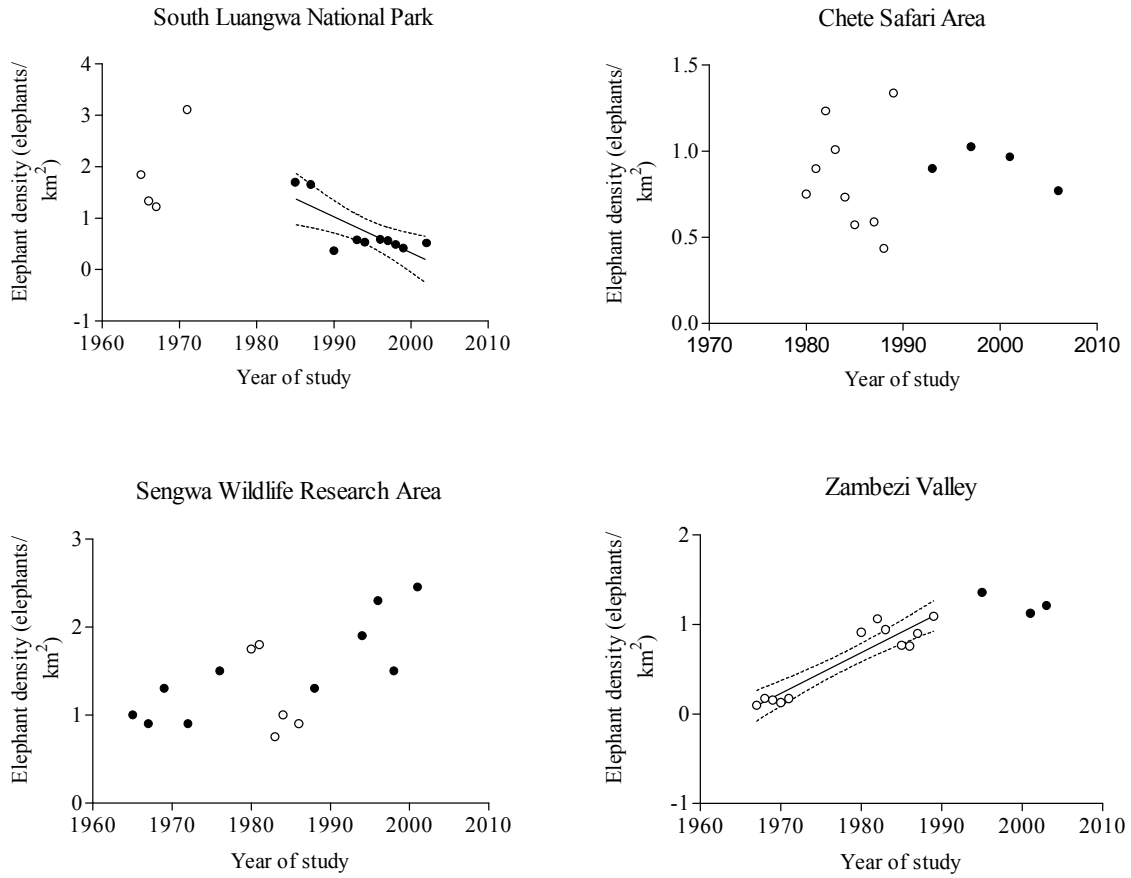 South Luangwa National Park
Elephant density (elephants/
km²)
4
3
2
1
0
-1
1960 1970 1980 1990 2000 2010
Year of study
Chete Safari Area
Elephant density (elephants/
km²)
1.5
1.0
0.5
0.0
1970 1980 1990 2000 2010
Year of study
Sengwa Wildlife Research Area
Elephant density (elephants/
km²)
3
2
1
0
1960 1970 1980 1990 2000 2010
Year of study
Zambezi Valley
Elephant density (elephants/
km²)
2
1
0
-1
1960 1970 1980 1990 2000 2010
Year of study